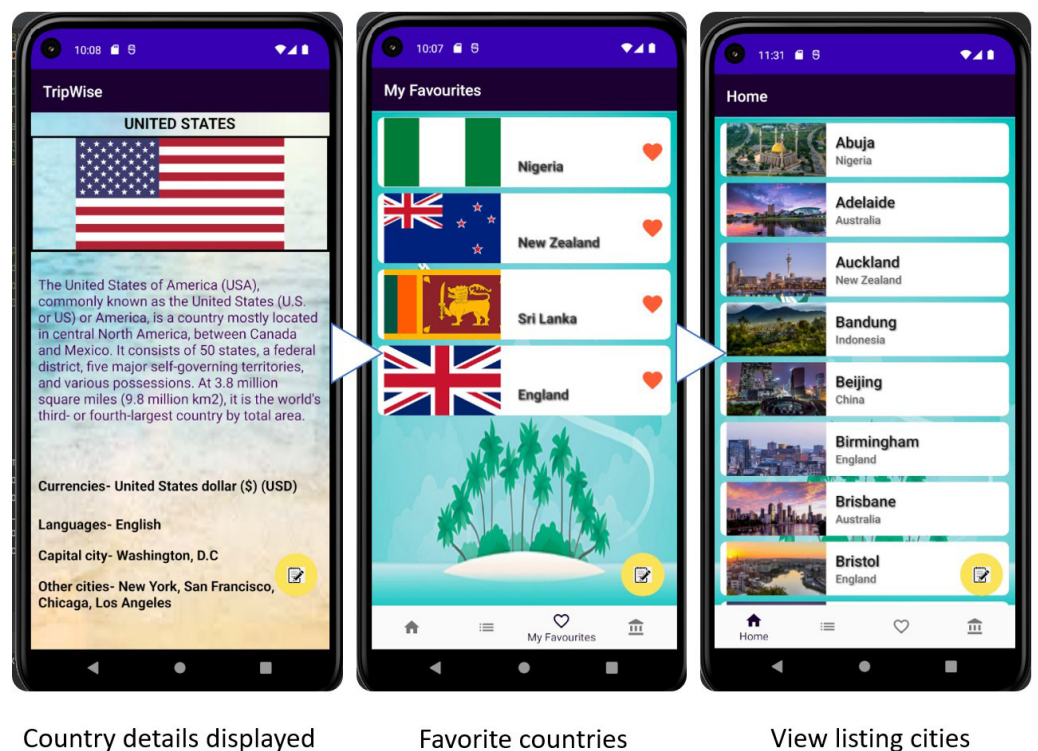 10:08
TripWise
UNITED STATES
The United States of America (USA),
commonly known as the United States (U.S.
or US) or America, is a country mostly located
in central North America, between Canada
and Mexico. It consists of 50 states, a federal
district, five major self-governing territories,
and various possessions. At 3.8 million
square miles (9.8 million km2), it is the world's
third- or fourth-largest country by total area.
Currencies- United States dollar ($) (USD)
Languages- English
Capital city- Washington, D.C
Other cities- New York, San Francisco,
Chicaga, Los Angeles
Country details displayed
10:07
My Favourites
Nigeria
New Zealand
Sri Lanka
England
My Favourites
Favorite countries
11:31
Home
Abuja
Nigeria
Adelaide
Australia
Auckland
New Zealand
Bandung
Indonesia
Beijing
China
Birmingham
England
Brisbane
Australia
Bristol
England
Home
View listing cities